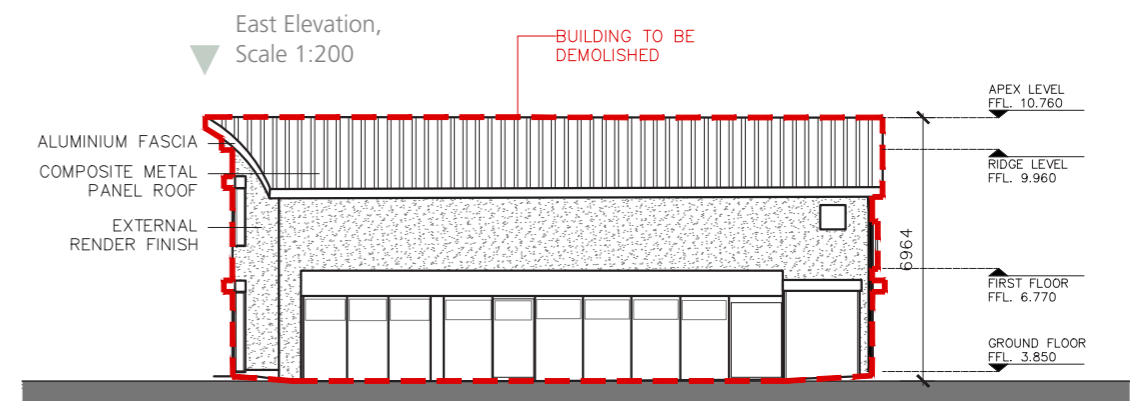 East Elevation,
Scale 1:200
BUILDING TO BE
DEMOLISHED
APEX LEVEL
FFL. 10.760
ALUMINIUM FASCIA
COMPOSITE METAL
PANEL ROOF
RIDGE LEVEL
FFL. 9.960
EXTERNAL
RENDER FINISH
6964
FIRST FLOOR
FFL. 6.770
GROUND FLOOR
FFL. 3.850